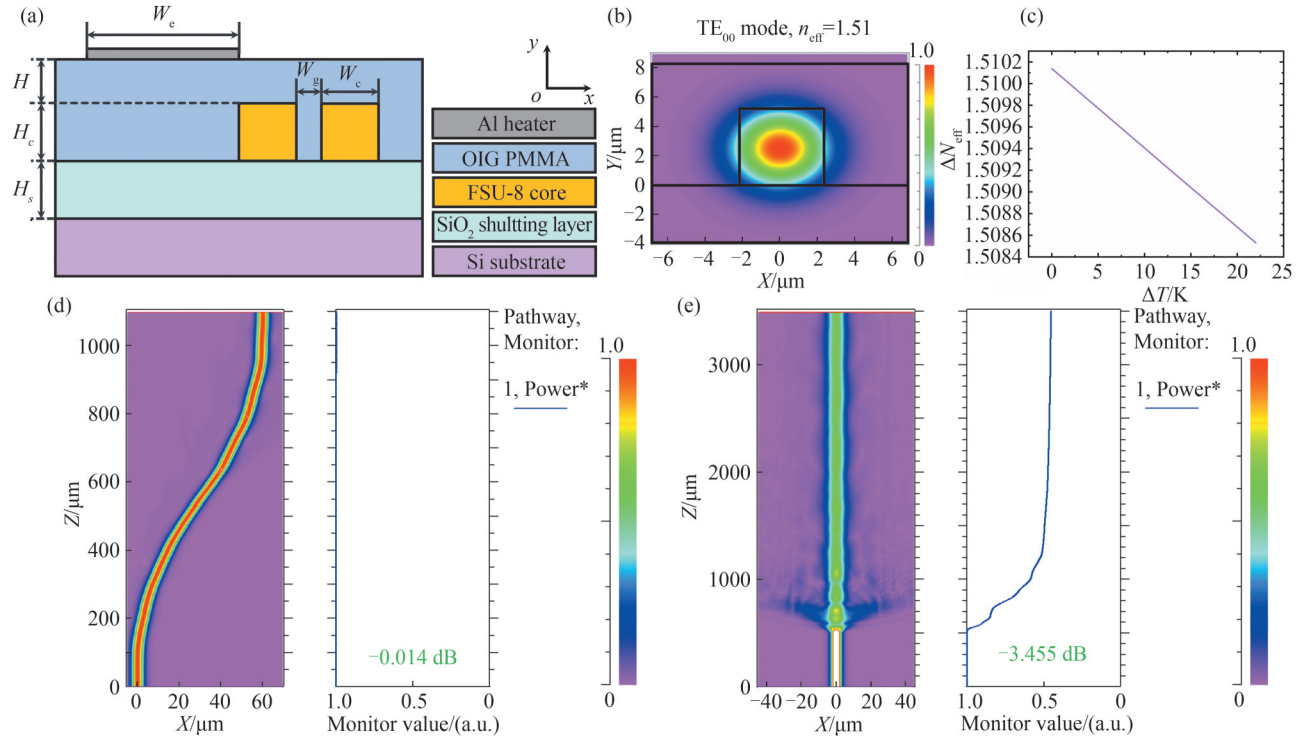 (a)
W_e
H
W_g
W_c
H_c
H_s
y
o
x
Al heater
OIG PMMA
FSU-8 core
SiO₂ shultting layer
Si substrate
(b)
TE₀₀ mode, n_eff=1.51
1.0
8
6
4
2
0
−2
−4
Y/μm
−6 −4 −2 0 2 4 6
X/μm
0
(c)
1.5102
1.5100
1.5098
1.5096
1.5094
1.5092
1.5090
1.5088
1.5086
1.5084
ΔN_eff
0 5 10 15 20 25
ΔT/K
(d)
1000
800
600
400
200
0
Z/μm
0 20 40 60
X/μm
−0.014 dB
1.0 0.5 0
Monitor value/(a.u.)
Pathway,
Monitor:
1.0
1, Power*
0
(e)
3000
2000
1000
0
Z/μm
−40 −20 0 20 40
X/μm
−3.455 dB
1.0 0.5 0
Monitor value/(a.u.)
Pathway,
Monitor:
1.0
1, Power*
0